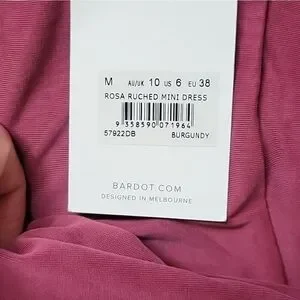 M AU/UK 10 US 6 EU 38
ROSA RUCHED MINI DRESS
9 358590 071964
57922DB BURGUNDY
BARDOT.COM
DESIGNED IN MELBOURNE